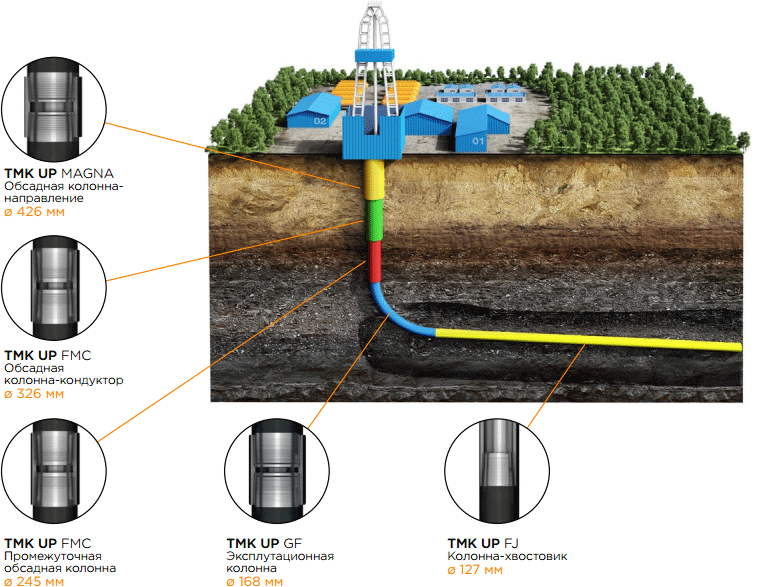 02
01
TMK UP MAGNA
Обсадная колонна-
направление
ø 426 мм
TMK UP FMC
Обсадная
колонна-кондуктор
ø 326 мм
TMK UP FMC
Промежуточная
обсадная колонна
ø 245 мм
TMK UP GF
Эксплутационная
колонна
ø 168 мм
TMK UP FJ
Колонна-хвостовик
ø 127 мм